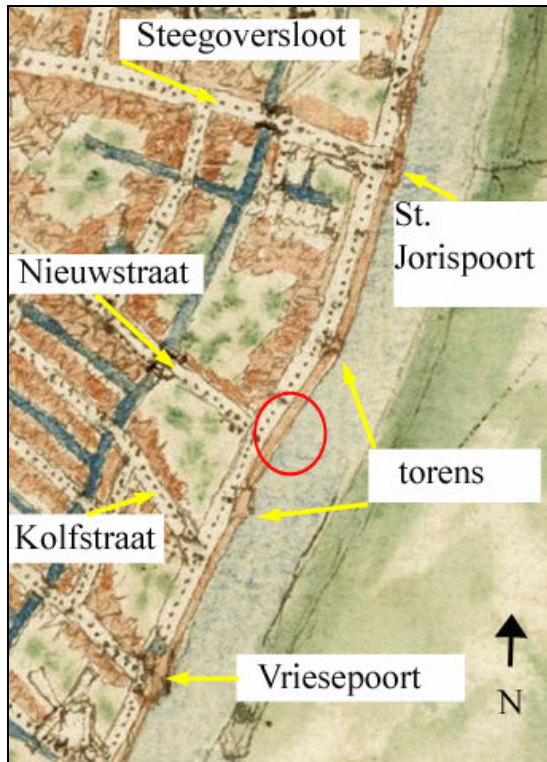 Steegoversloot
St.
Jorispoort
Nieuwstraat
torens
Kolfstraat
Vriesepoort
N